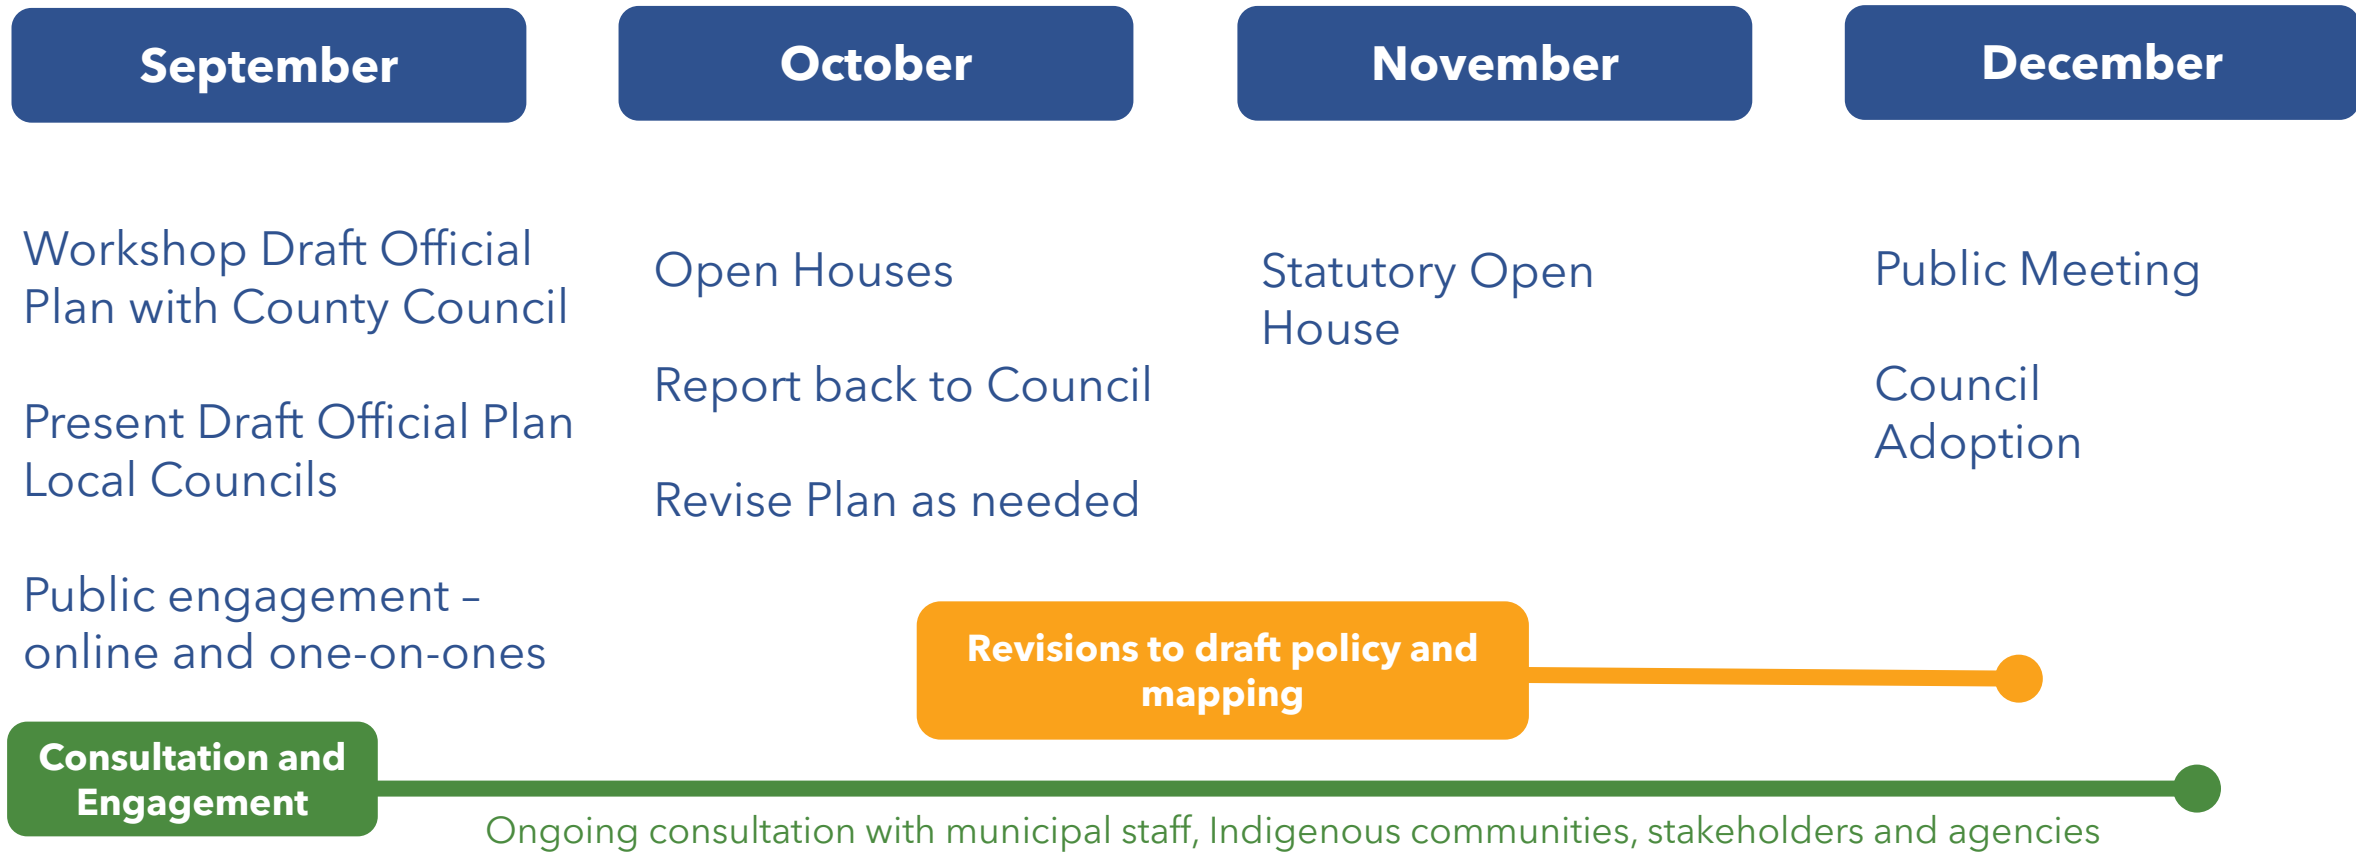 September
October
November
December
Workshop Draft Official
Plan with County Council
Present Draft Official Plan
Local Councils
Public engagement –
online and one-on-ones
Open Houses
Report back to Council
Revise Plan as needed
Statutory Open
House
Public Meeting
Council
Adoption
Revisions to draft policy and
mapping
Consultation and
Engagement
Ongoing consultation with municipal staff, Indigenous communities, stakeholders and agencies